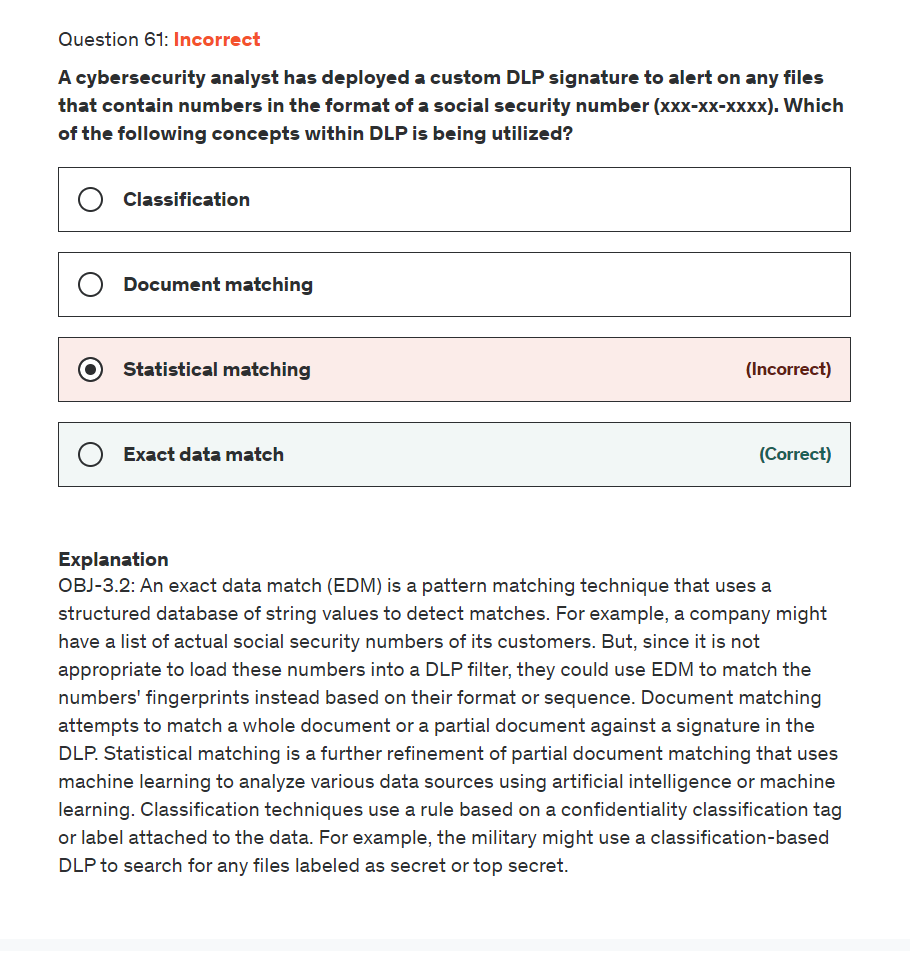 Question 61: Incorrect
A cybersecurity analyst has deployed a custom DLP signature to alert on any files
that contain numbers in the format of a social security number (xxx-xx-xxxx). Which
of the following concepts within DLP is being utilized?
Classification
Document matching
Statistical matching (Incorrect)
Exact data match (Correct)
Explanation
OBJ-3.2: An exact data match (EDM) is a pattern matching technique that uses a
structured database of string values to detect matches. For example, a company might
have a list of actual social security numbers of its customers. But, since it is not
appropriate to load these numbers into a DLP filter, they could use EDM to match the
numbers' fingerprints instead based on their format or sequence. Document matching
attempts to match a whole document or a partial document against a signature in the
DLP. Statistical matching is a further refinement of partial document matching that uses
machine learning to analyze various data sources using artificial intelligence or machine
learning. Classification techniques use a rule based on a confidentiality classification tag
or label attached to the data. For example, the military might use a classification-based
DLP to search for any files labeled as secret or top secret.